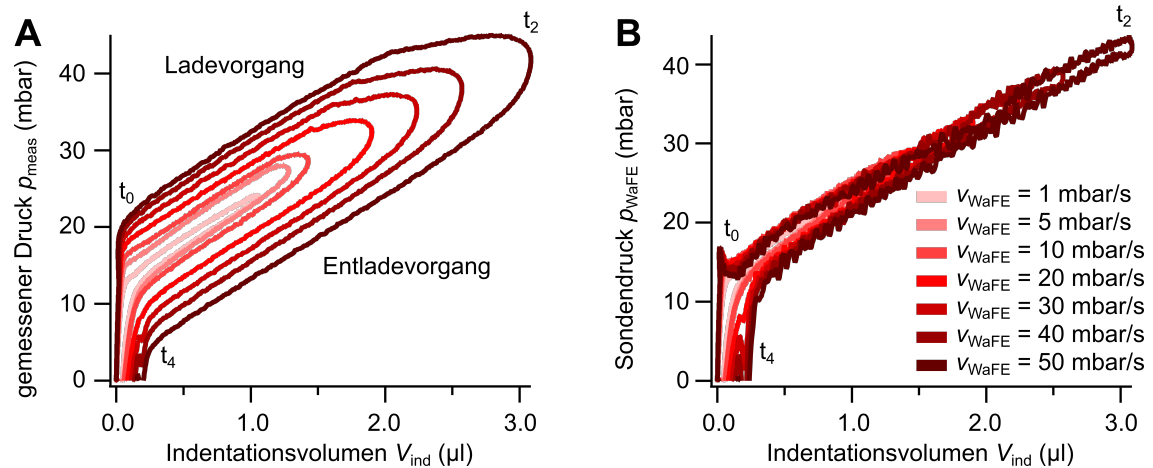 A
gemessener Druck pmeas (mbar)
40
30
20
10
0
Ladevorgang
t2
t0
Entladevorgang
t4
0.0 1.0 2.0 3.0
Indentationsvolumen Vind (µl)
B
Sondendruck pWaFE (mbar)
40
30
20
10
0
t2
t0
t4
vWaFE = 1 mbar/s
vWaFE = 5 mbar/s
vWaFE = 10 mbar/s
vWaFE = 20 mbar/s
vWaFE = 30 mbar/s
vWaFE = 40 mbar/s
vWaFE = 50 mbar/s
0.0 1.0 2.0 3.0
Indentationsvolumen Vind (µl)